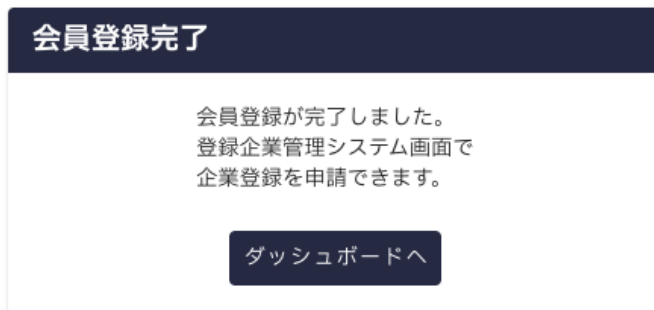 会員登録完了
会員登録が完了しました。
登録企業管理システム画面で
企業登録を申請できます。
ダッシュボードへ